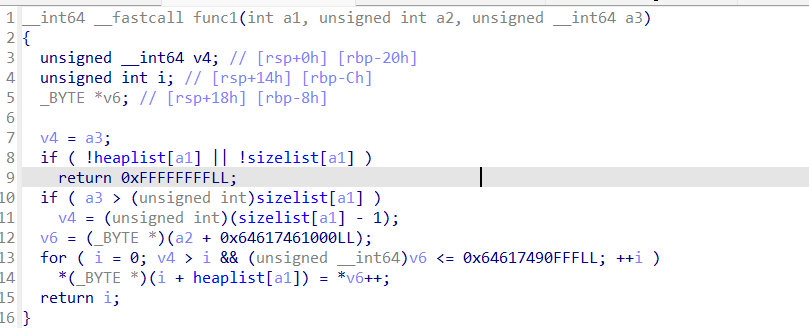 1 __int64 __fastcall func1(int a1, unsigned int a2, unsigned __int64 a3)
2 {
3 unsigned __int64 v4; // [rsp+0h] [rbp-20h]
4 unsigned int i; // [rsp+14h] [rbp-Ch]
5 _BYTE *v6; // [rsp+18h] [rbp-8h]
6
7 v4 = a3;
8 if ( !heaplist[a1] || !sizelist[a1] )
9 return 0xFFFFFFFFLL;
10 if ( a3 > (unsigned int)sizelist[a1] )
11 v4 = (unsigned int)(sizelist[a1] - 1);
12 v6 = (_BYTE *)(a2 + 0x64617461000LL);
13 for ( i = 0; v4 > i && (unsigned __int64)v6 <= 0x64617490FFFLL; ++i )
14 *(_BYTE *)(i + heaplist[a1]) = *v6++;
15 return i;
16 }